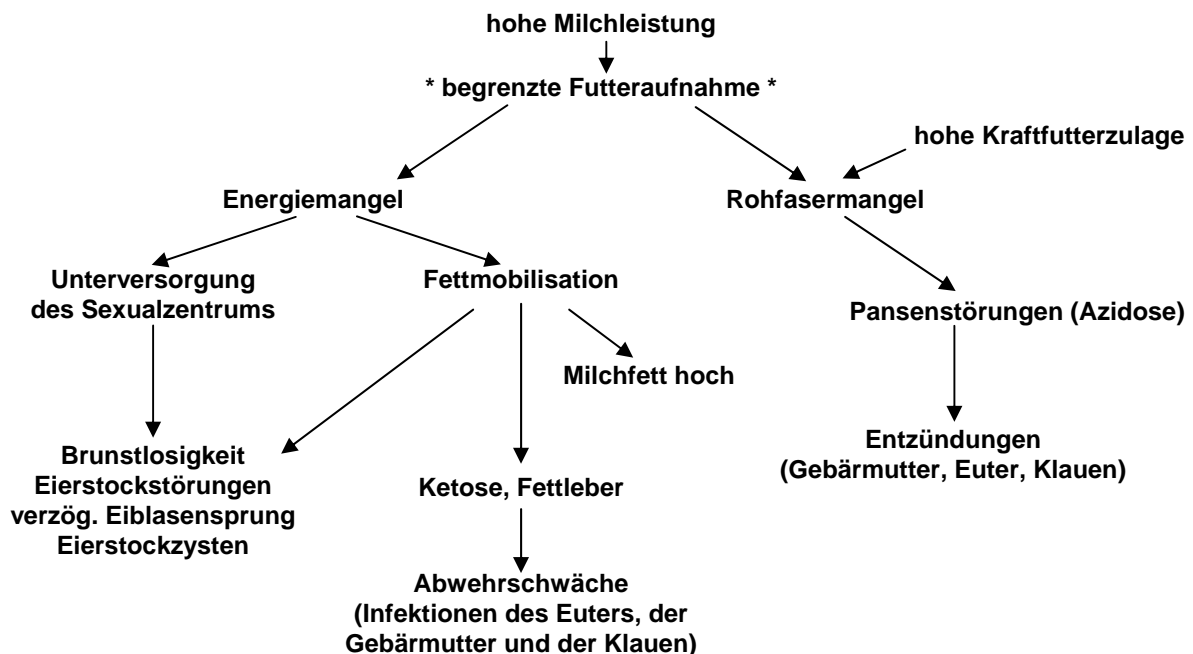 hohe Milchleistung
* begrenzte Futteraufnahme *
hohe Kraftfutterzulage
Energiemangel
Rohfasermangel
Unterversorgung
des Sexualzentrums
Fettmobilisation
Pansenstörungen (Azidose)
Milchfett hoch
Brunstlosigkeit
Eierstockstörungen
verzög. Eiblasensprung
Eierstockzysten
Entzündungen
(Gebärmutter, Euter, Klauen)
Ketose, Fettleber
Abwehrschwäche
(Infektionen des Euters, der
Gebärmutter und der Klauen)